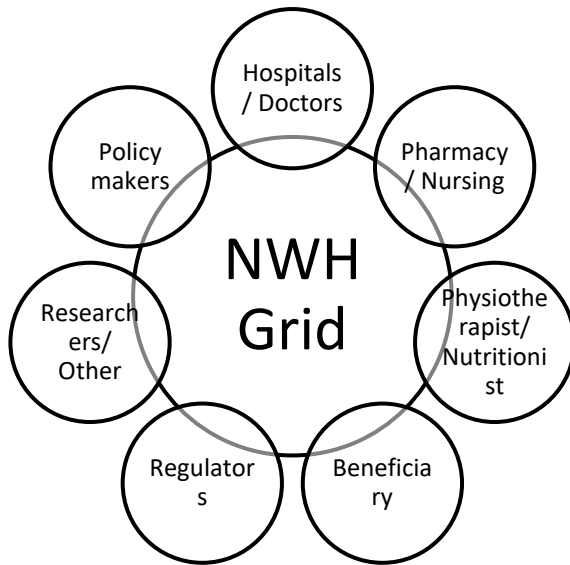 Hospitals
/ Doctors
Pharmacy
/ Nursing
Physiothe
rapist/
Nutritioni
st
Beneficia
ry
Regulator
s
Research
ers/
Other
Policy
makers
NWH
Grid